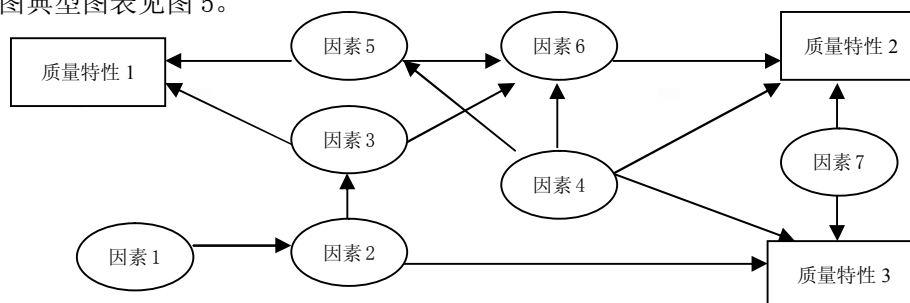 图典型图表见图 5。
因素 5
因素 6
质量特性 2
质量特性 1
因素 3
因素 7
因素 4
因素 1
因素 2
质量特性 3